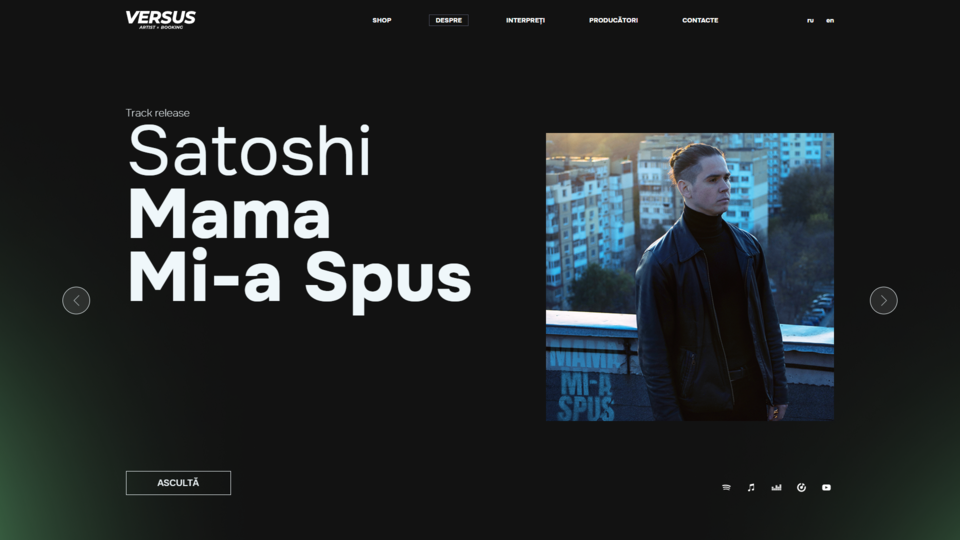 VERSUS
ARTIST + BOOKING
SHOP
DESPRE
INTERPREȚI
PRODUCĂTORI
CONTACTE
ru
en
Track release
Satoshi
Mama
Mi-a Spus
MAMA
MI-A
SPUS
ASCULTĂ